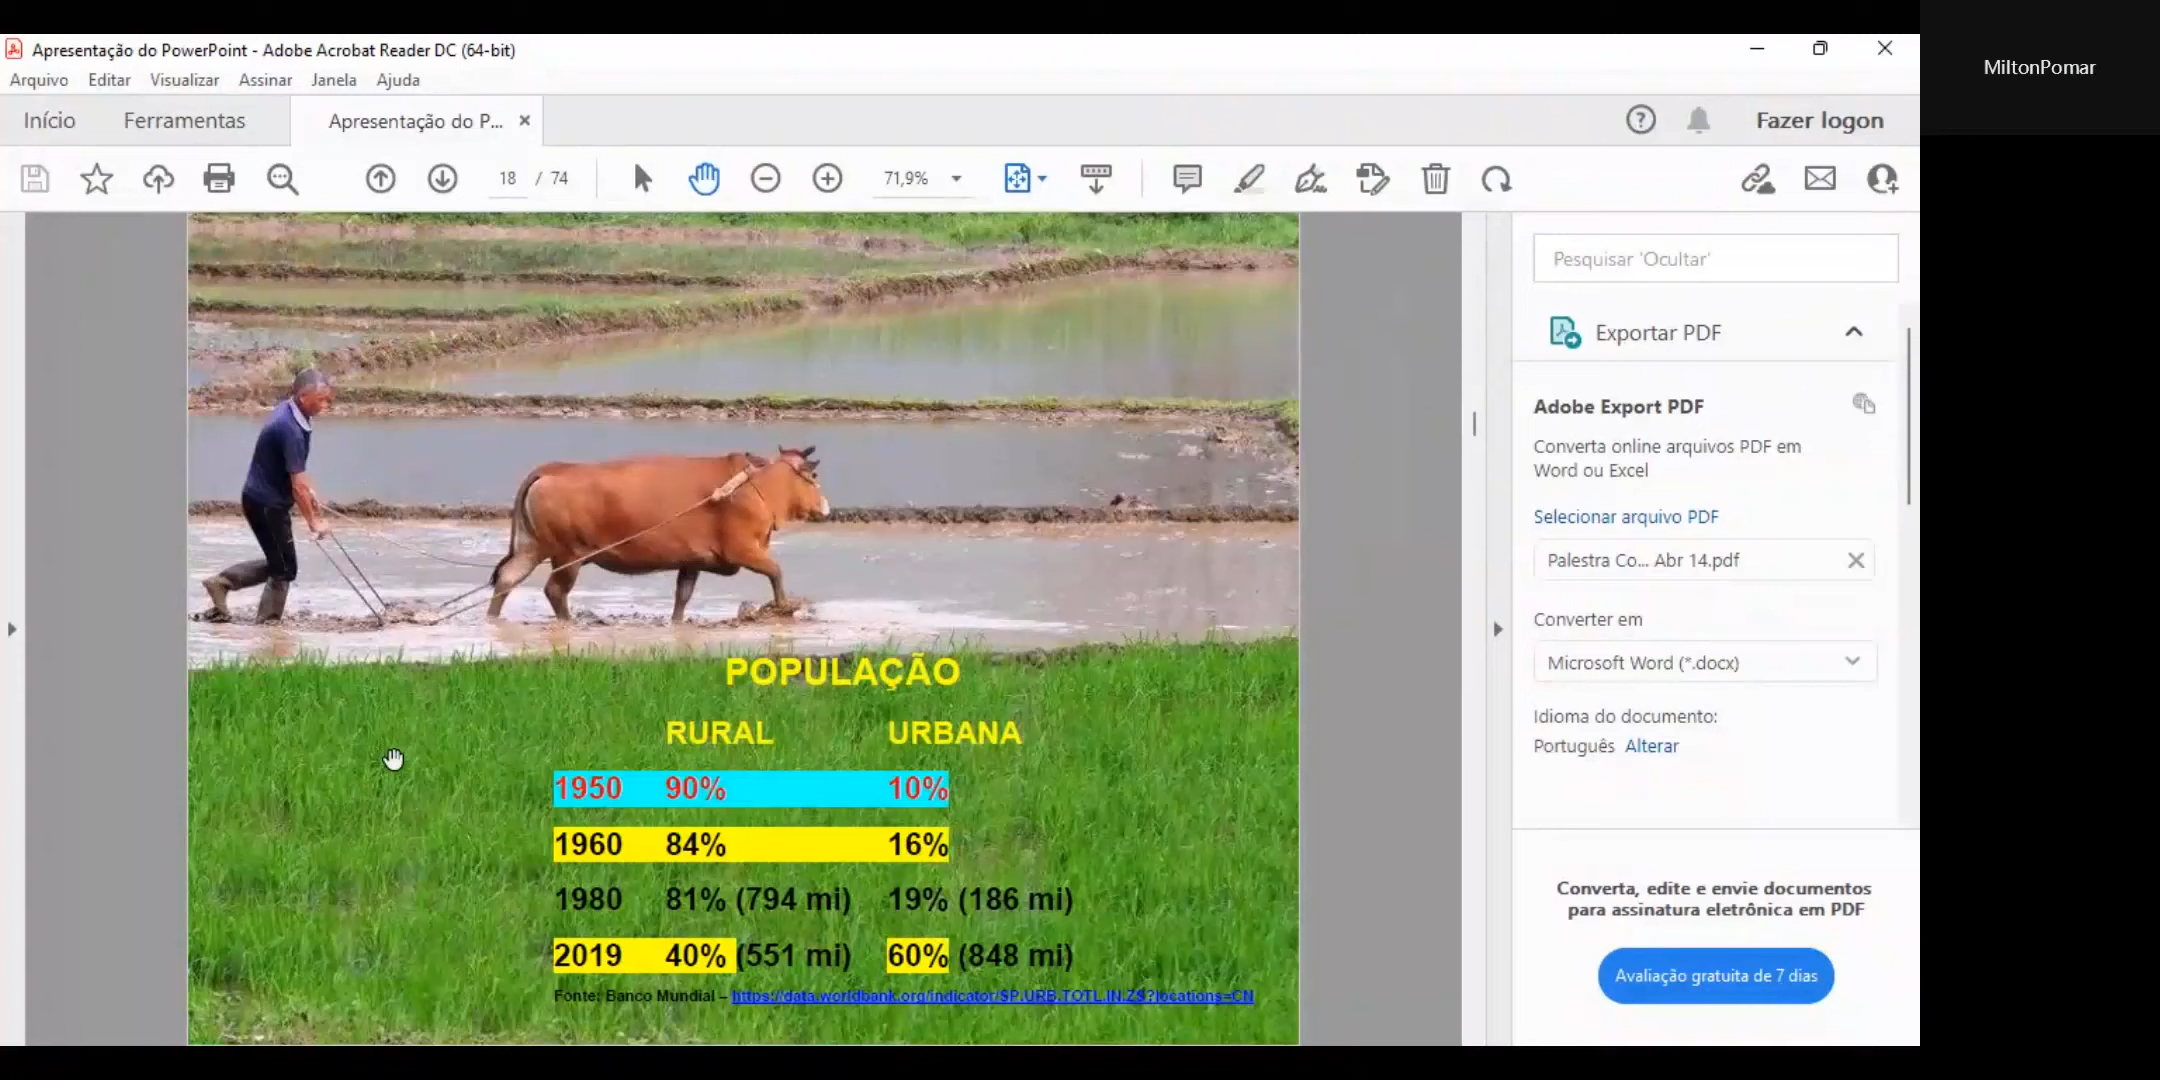 Apresentação do PowerPoint - Adobe Acrobat Reader DC (64-bit)
MiltonPomar
Arquivo Editar Visualizar Assinar Janela Ajuda
Início Ferramentas Apresentação do P... × Fazer logon
18 / 74 71,9%
Pesquisar 'Ocultar'
Exportar PDF
Adobe Export PDF
Converta online arquivos PDF em
Word ou Excel
Selecionar arquivo PDF
Palestra Co... Abr 14.pdf
Converter em
Microsoft Word (*.docx)
Idioma do documento:
Português Alterar
Converta, edite e envie documentos
para assinatura eletrônica em PDF
Avaliação gratuita de 7 dias
POPULAÇÃO
RURAL URBANA
1950 90% 10%
1960 84% 16%
1980 81% (794 mi) 19% (186 mi)
2019 40% (551 mi) 60% (848 mi)
Fonte: Banco Mundial – https://data.worldbank.org/indicator/SP.URB.TOTL.IN.ZS?locations=CN